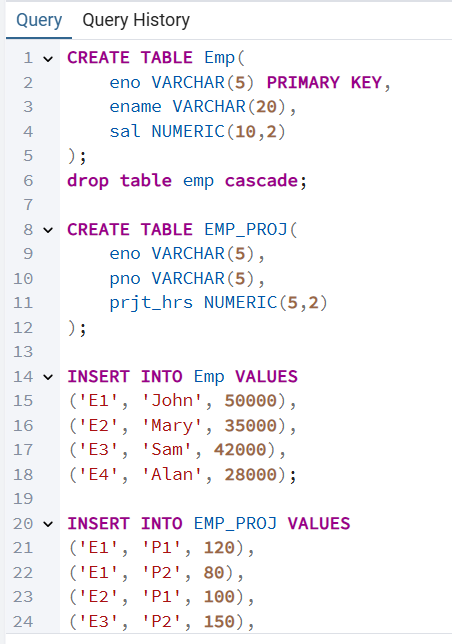 Query Query History
1 CREATE TABLE Emp(
2 eno VARCHAR(5) PRIMARY KEY,
3 ename VARCHAR(20),
4 sal NUMERIC(10,2)
5 );
6 drop table emp cascade;
7
8 CREATE TABLE EMP_PROJ(
9 eno VARCHAR(5),
10 pno VARCHAR(5),
11 prjt_hrs NUMERIC(5,2)
12 );
13
14 INSERT INTO Emp VALUES
15 ('E1', 'John', 50000),
16 ('E2', 'Mary', 35000),
17 ('E3', 'Sam', 42000),
18 ('E4', 'Alan', 28000);
19
20 INSERT INTO EMP_PROJ VALUES
21 ('E1', 'P1', 120),
22 ('E1', 'P2', 80),
23 ('E2', 'P1', 100),
24 ('E3', 'P2', 150),